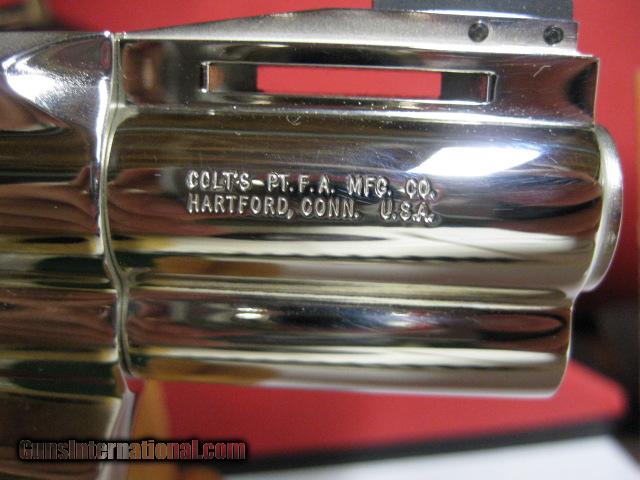 COLT'S - PT. F. A. MFG. CO.
HARTFORD, CONN. U.S.A.
GunsInternational.com